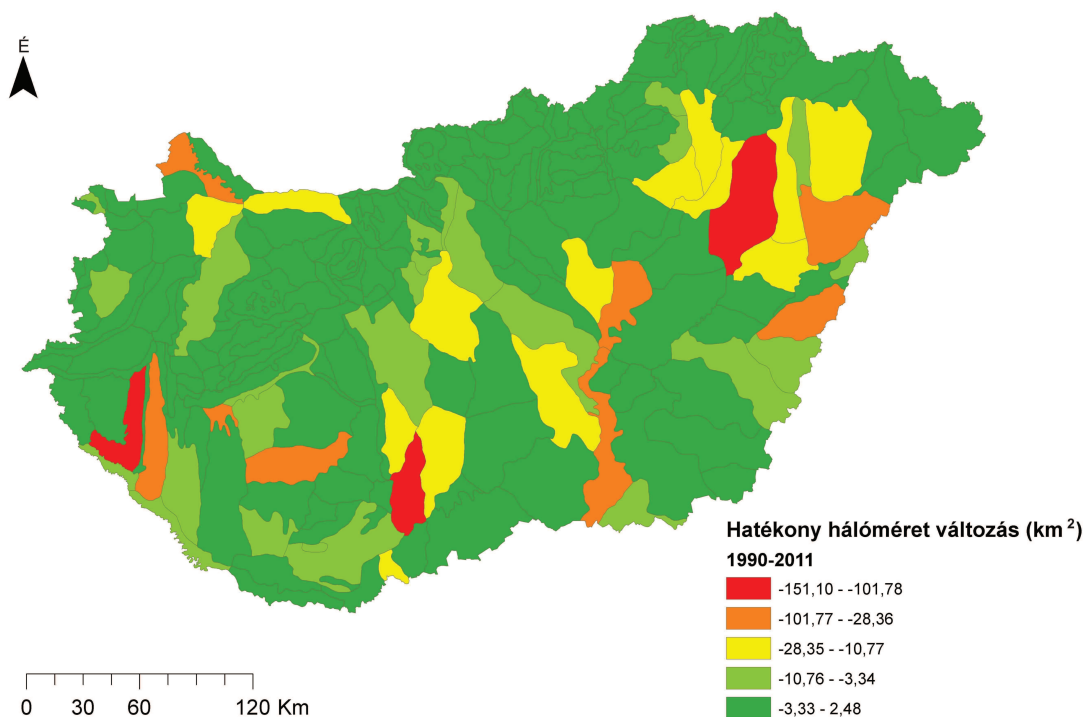 É
Hatékony hálóméret változás (km²)
1990-2011
-151,10 - -101,78
-101,77 - -28,36
-28,35 - -10,77
-10,76 - -3,34
-3,33 - 2,48
0 30 60 120 Km